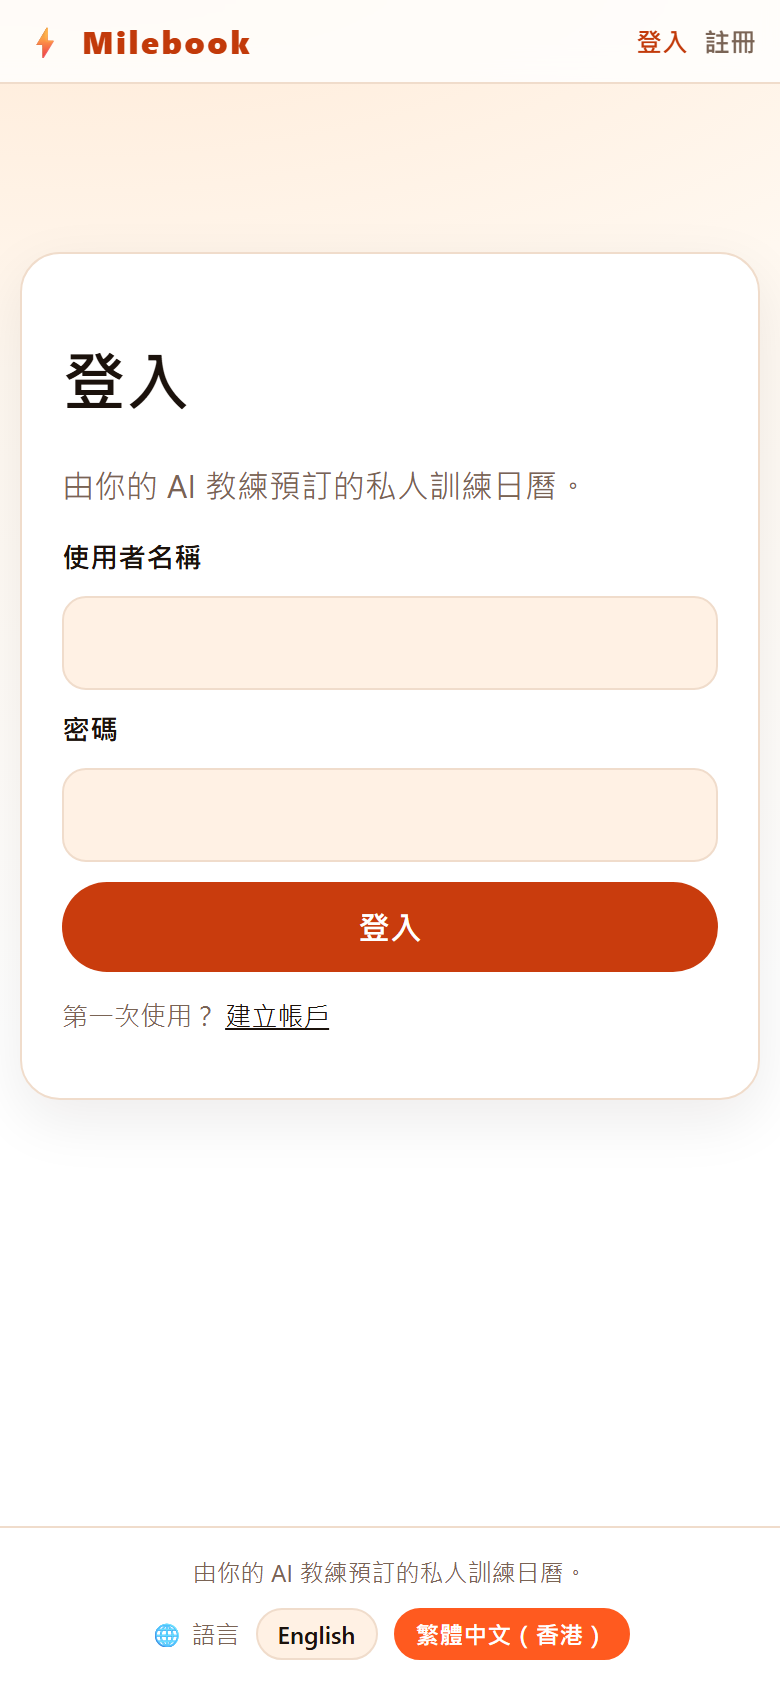 Milebook
登入 註冊
登入
由你的 AI 教練預訂的私人訓練日曆。
使用者名稱
密碼
登入
第一次使用？ 建立帳戶
由你的 AI 教練預訂的私人訓練日曆。
語言 English 繁體中文（香港）